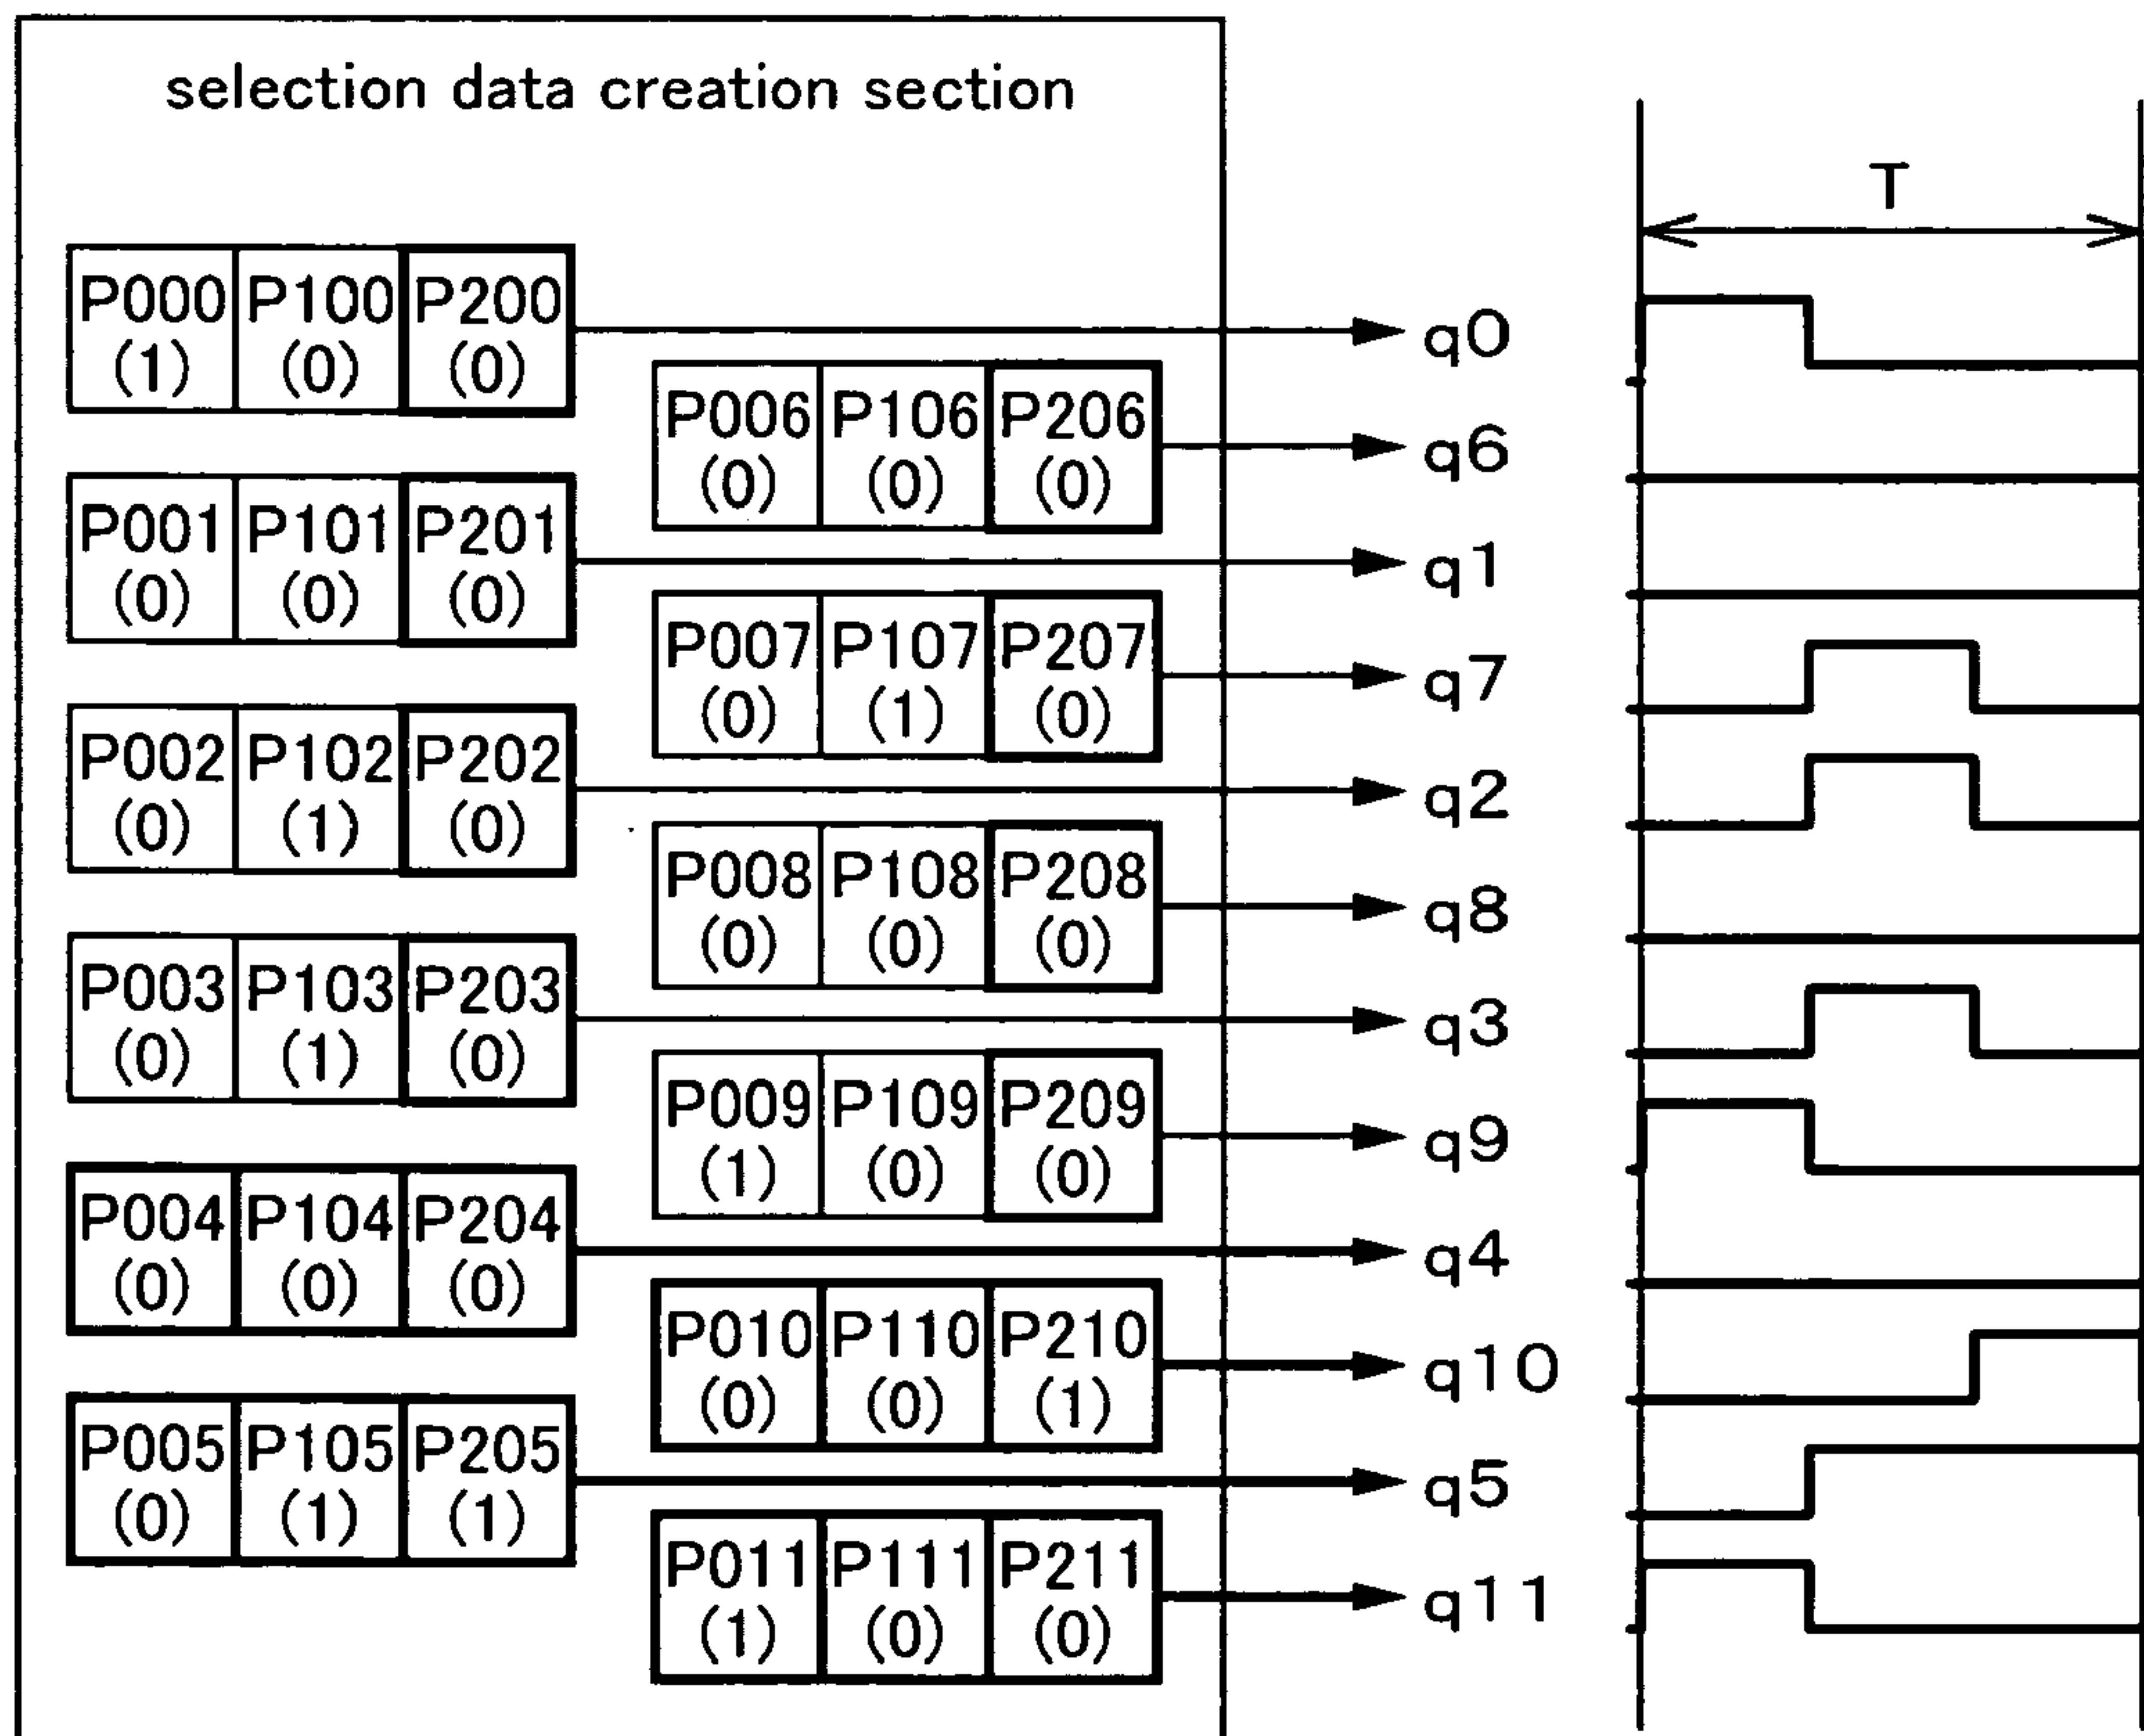 selection data creation section
T
P000 P100 P200
(1) (0) (0)
q0
P006 P106 P206
(0) (0) (0)
q6
P001 P101 P201
(0) (0) (0)
q1
P007 P107 P207
(0) (1) (0)
q7
P002 P102 P202
(0) (1) (0)
q2
P008 P108 P208
(0) (0) (0)
q8
P003 P103 P203
(0) (1) (0)
q3
P009 P109 P209
(1) (0) (0)
q9
P004 P104 P204
(0) (0) (0)
q4
P010 P110 P210
(0) (0) (1)
q10
P005 P105 P205
(0) (1) (1)
q5
P011 P111 P211
(1) (0) (0)
q11